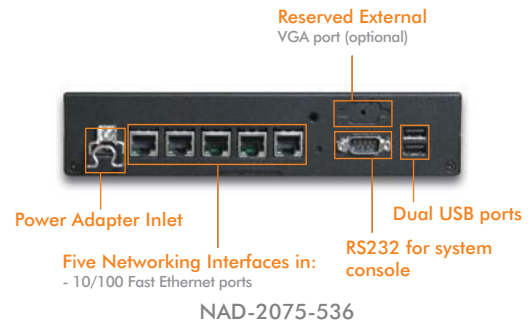 Reserved External
VGA port (optional)
Power Adapter Inlet
Dual USB ports
RS232 for system
console
Five Networking Interfaces in:
- 10/100 Fast Ethernet ports
NAD-2075-536